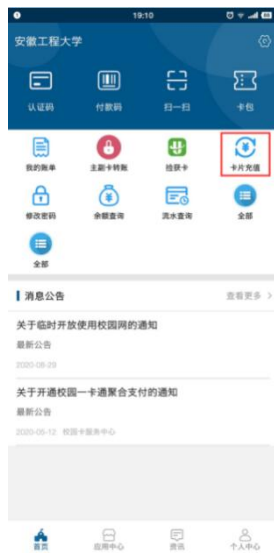 19:10
安徽工程大学
认证码 付款码 扫一扫 卡包
我的账单 主副卡转账 捡获卡 卡片充值
修改密码 余额查询 流水查询 全部
全部
消息公告 查看更多 >
关于临时开放使用校园网的通知
最新公告
2020-08-29
关于开通校园一卡通聚合支付的通知
最新公告
2020-05-12 校园卡服务中心
首页 应用中心 资讯 个人中心